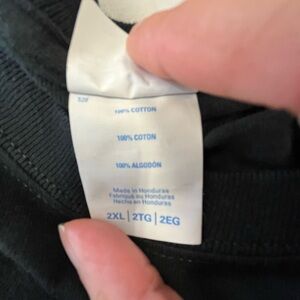 100% COTTON
100% COTON
100% ALGODÓN
Made in Honduras
Fabriqué au Honduras
Hecho en Honduras
2XL | 2TG | 2EG